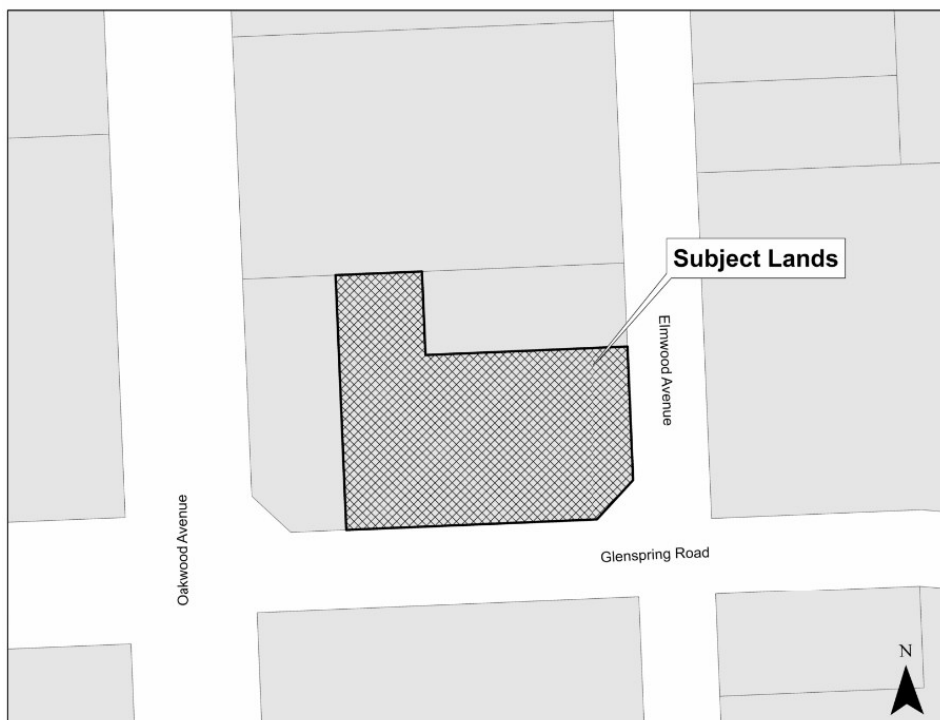 Subject Lands
Elmwood Avenue
Oakwood Avenue
Glenspring Road
N